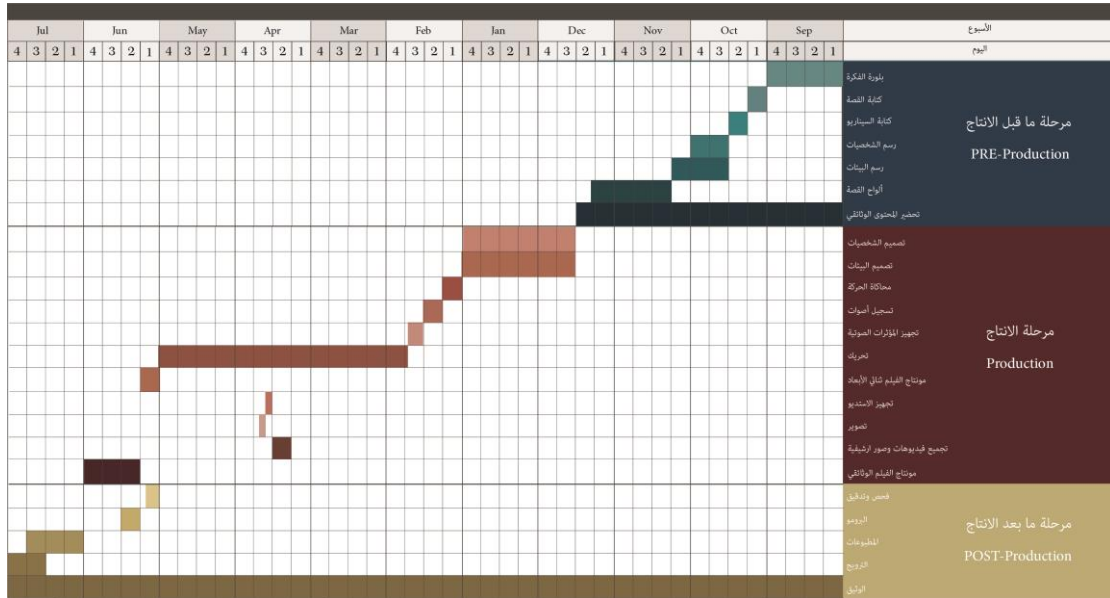 الأسبوع Sep Oct Nov Dec Jan Feb Mar Apr May Jun Jul
اليوم 1 2 3 4 1 2 3 4 1 2 3 4 1 2 3 4 1 2 3 4 1 2 3 4 1 2 3 4 1 2 3 4 1 2 3 4 1 2 3 4 1 2 3 4
مرحلة ما قبل الانتاج
PRE-Production
بلورة الفكرة
كتابة القصة
كتابة السيناريو
رسم الشخصيات
رسم البيئات
ألواح القصة
تحضير المحتوى الوثائقي
مرحلة الانتاج
Production
تصميم الشخصيات
تصميم البيئات
محاكاة الحركة
تسجيل أصوات
تجهيز المؤثرات الصوتية
تحريك
مونتاج الفيلم ثنائي الأبعاد
تجهيز الاستديو
تصوير
تجميع فيديوهات وصور ارشيفية
مونتاج الفيلم الوثائقي
مرحلة ما بعد الانتاج
POST-Production
فحص وتدقيق
البرومو
المطبوعات
الترويج
الوثيق